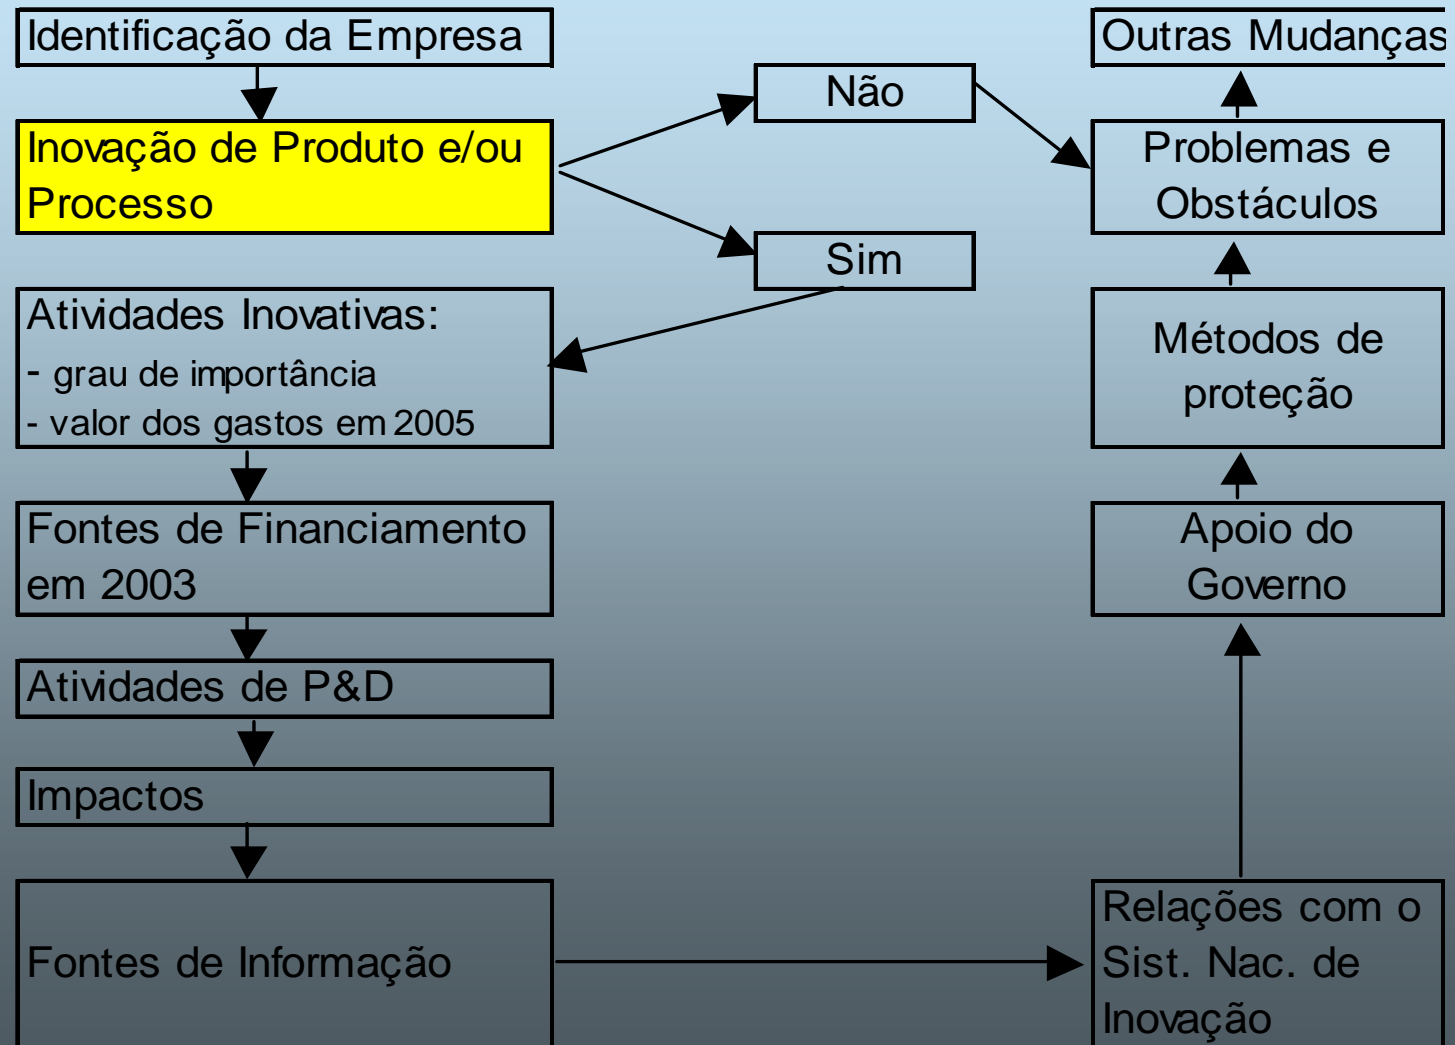 Identificação da Empresa
Inovação de Produto e/ou
Processo
Não
Sim
Atividades Inovativas:
- grau de importância
- valor dos gastos em 2005
Fontes de Financiamento
em 2003
Atividades de P&D
Impactos
Fontes de Informação
Relações com o
Sist. Nac. de
Inovação
Apoio do
Governo
Métodos de
proteção
Problemas e
Obstáculos
Outras Mudanças